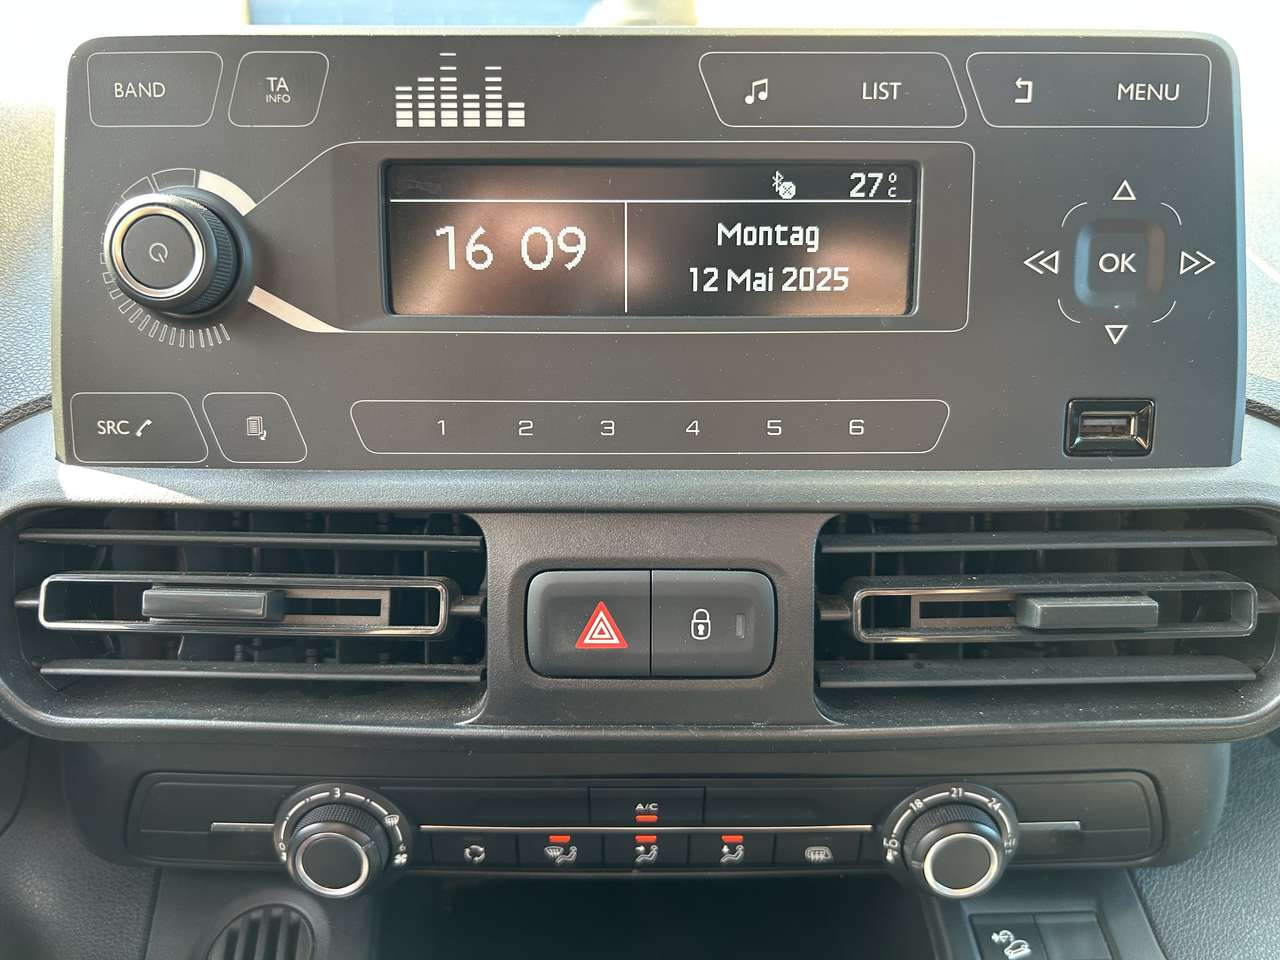 BAND
TA
INFO
LIST
MENU
27°C
16 09
Montag
12 Mai 2025
OK
SRC
1 2 3 4 5 6
3
A/C
18 21 24